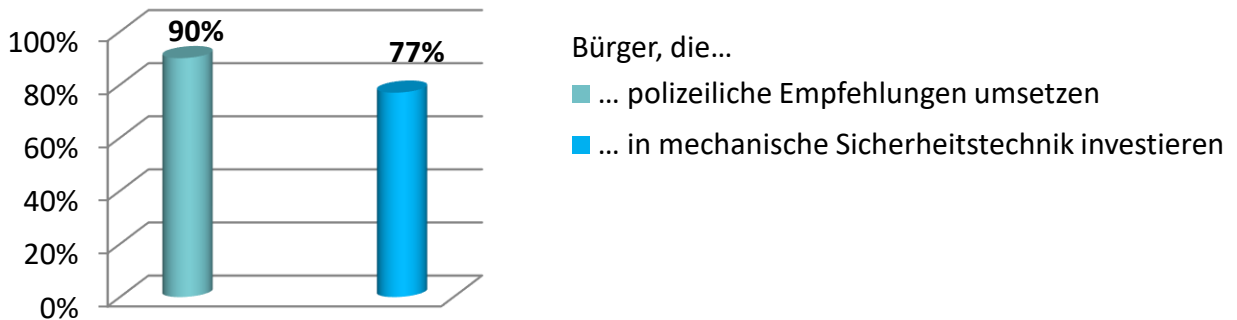 90%
77%
100%
80%
60%
40%
20%
0%
Bürger, die…
… polizeiliche Empfehlungen umsetzen
… in mechanische Sicherheitstechnik investieren